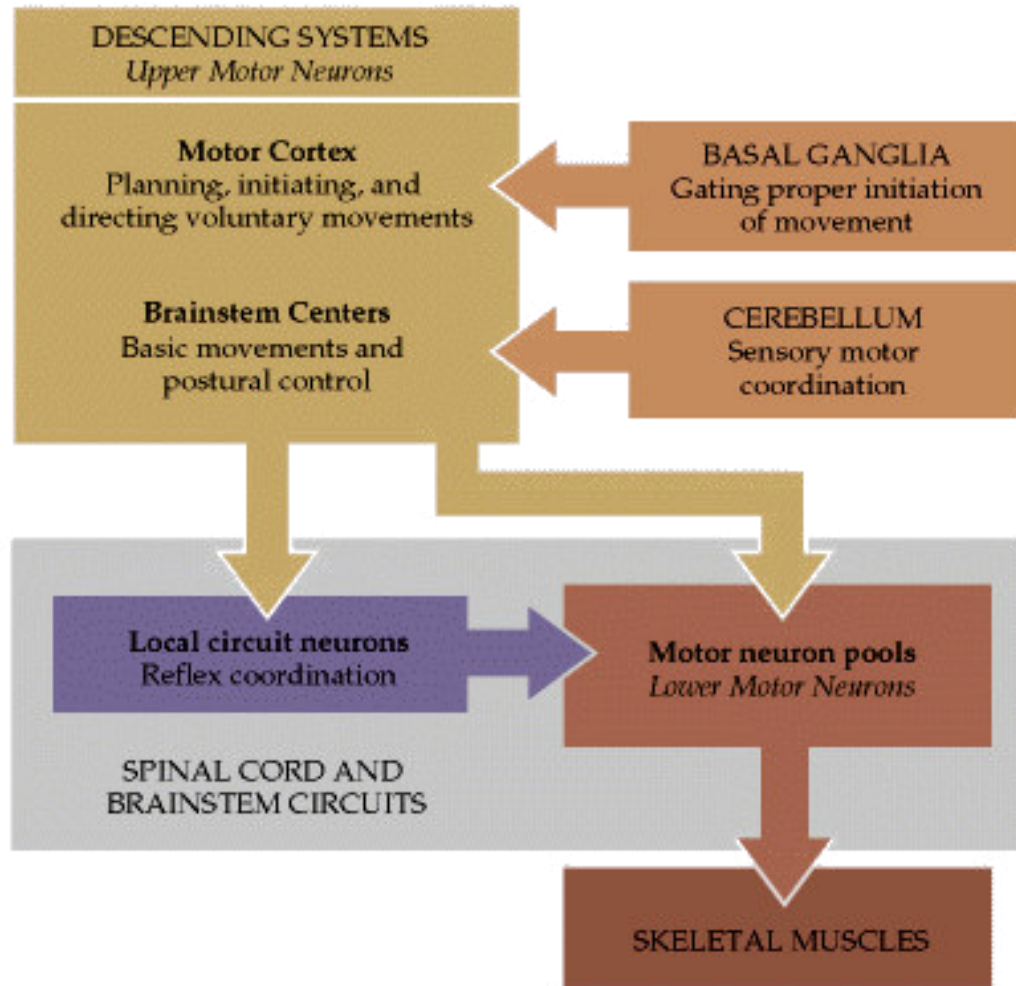 DESCENDING SYSTEMS
Upper Motor Neurons
Motor Cortex
Planning, initiating, and
directing voluntary movements
Brainstem Centers
Basic movements and
postural control
BASAL GANGLIA
Gating proper initiation
of movement
CEREBELLUM
Sensory motor
coordination
Local circuit neurons
Reflex coordination
Motor neuron pools
Lower Motor Neurons
SPINAL CORD AND
BRAINSTEM CIRCUITS
SKELETAL MUSCLES